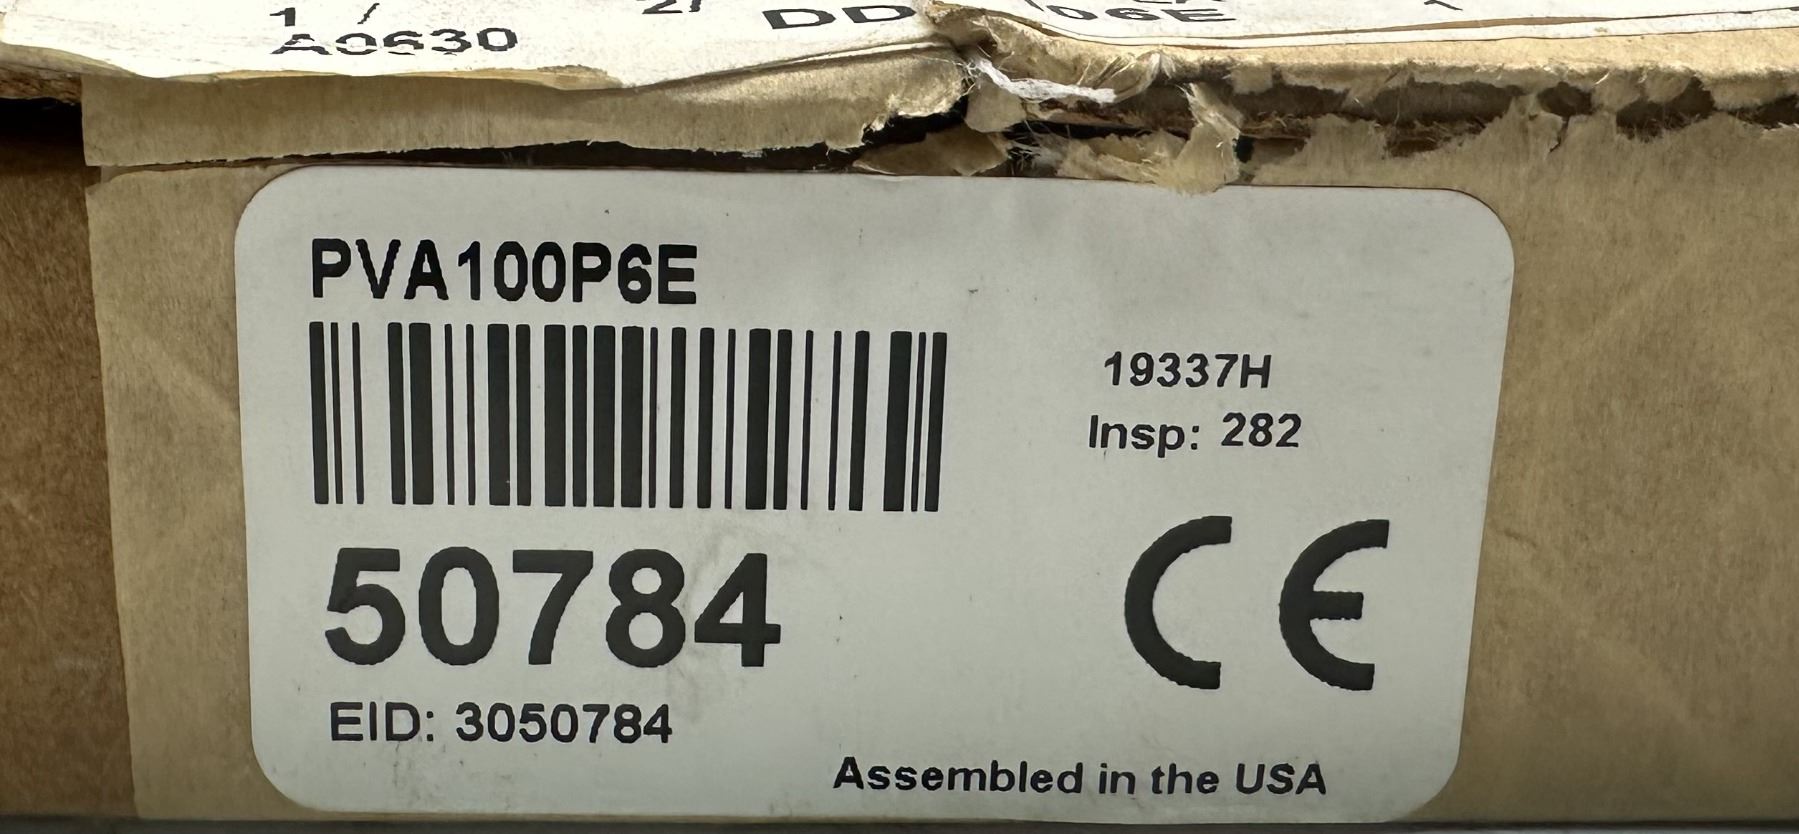 1 /
A0630
PVA100P6E
19337H
Insp: 282
50784
CE
EID: 3050784
Assembled in the USA